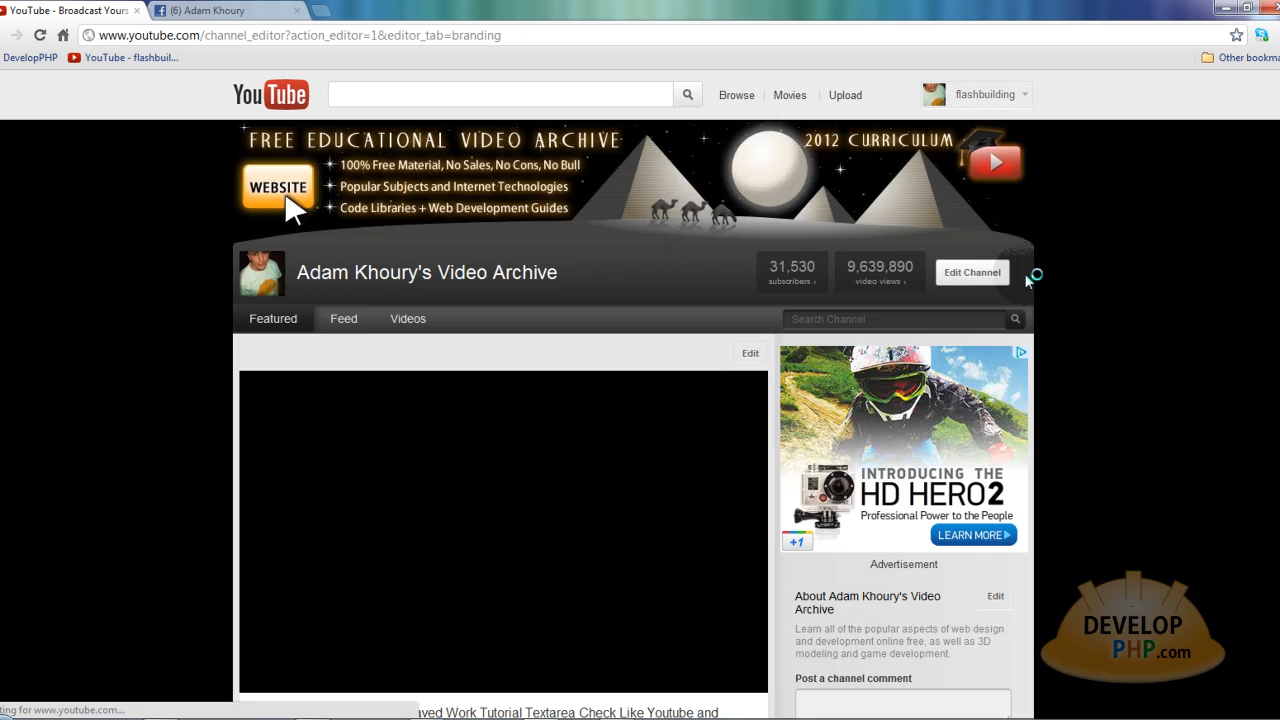 YouTube - Broadcast Yours
(6) Adam Khoury
www.youtube.com/channel_editor?action_editor=1&editor_tab=branding
DevelopPHP
YouTube - flashbuil...
Other bookma
YouTube
Browse
Movies
Upload
flashbuilding
FREE EDUCATIONAL VIDEO ARCHIVE
2012 CURRICULUM
WEBSITE
100% Free Material, No Sales, No Cons, No Bull
Popular Subjects and Internet Technologies
Code Libraries + Web Development Guides
Adam Khoury's Video Archive
31,530
subscribers ›
9,639,890
video views ›
Edit Channel
Featured
Feed
Videos
Search Channel
Edit
INTRODUCING THE
HD HERO2
Professional Power to the People
LEARN MORE
+1
Advertisement
About Adam Khoury's Video
Archive
Edit
Learn all of the popular aspects of web design
and development online free, as well as 3D
modeling and game development.
Post a channel comment
DEVELOP
PHP.com
ting for www.youtube.com...
aved Work Tutorial Textarea Check Like Youtube and